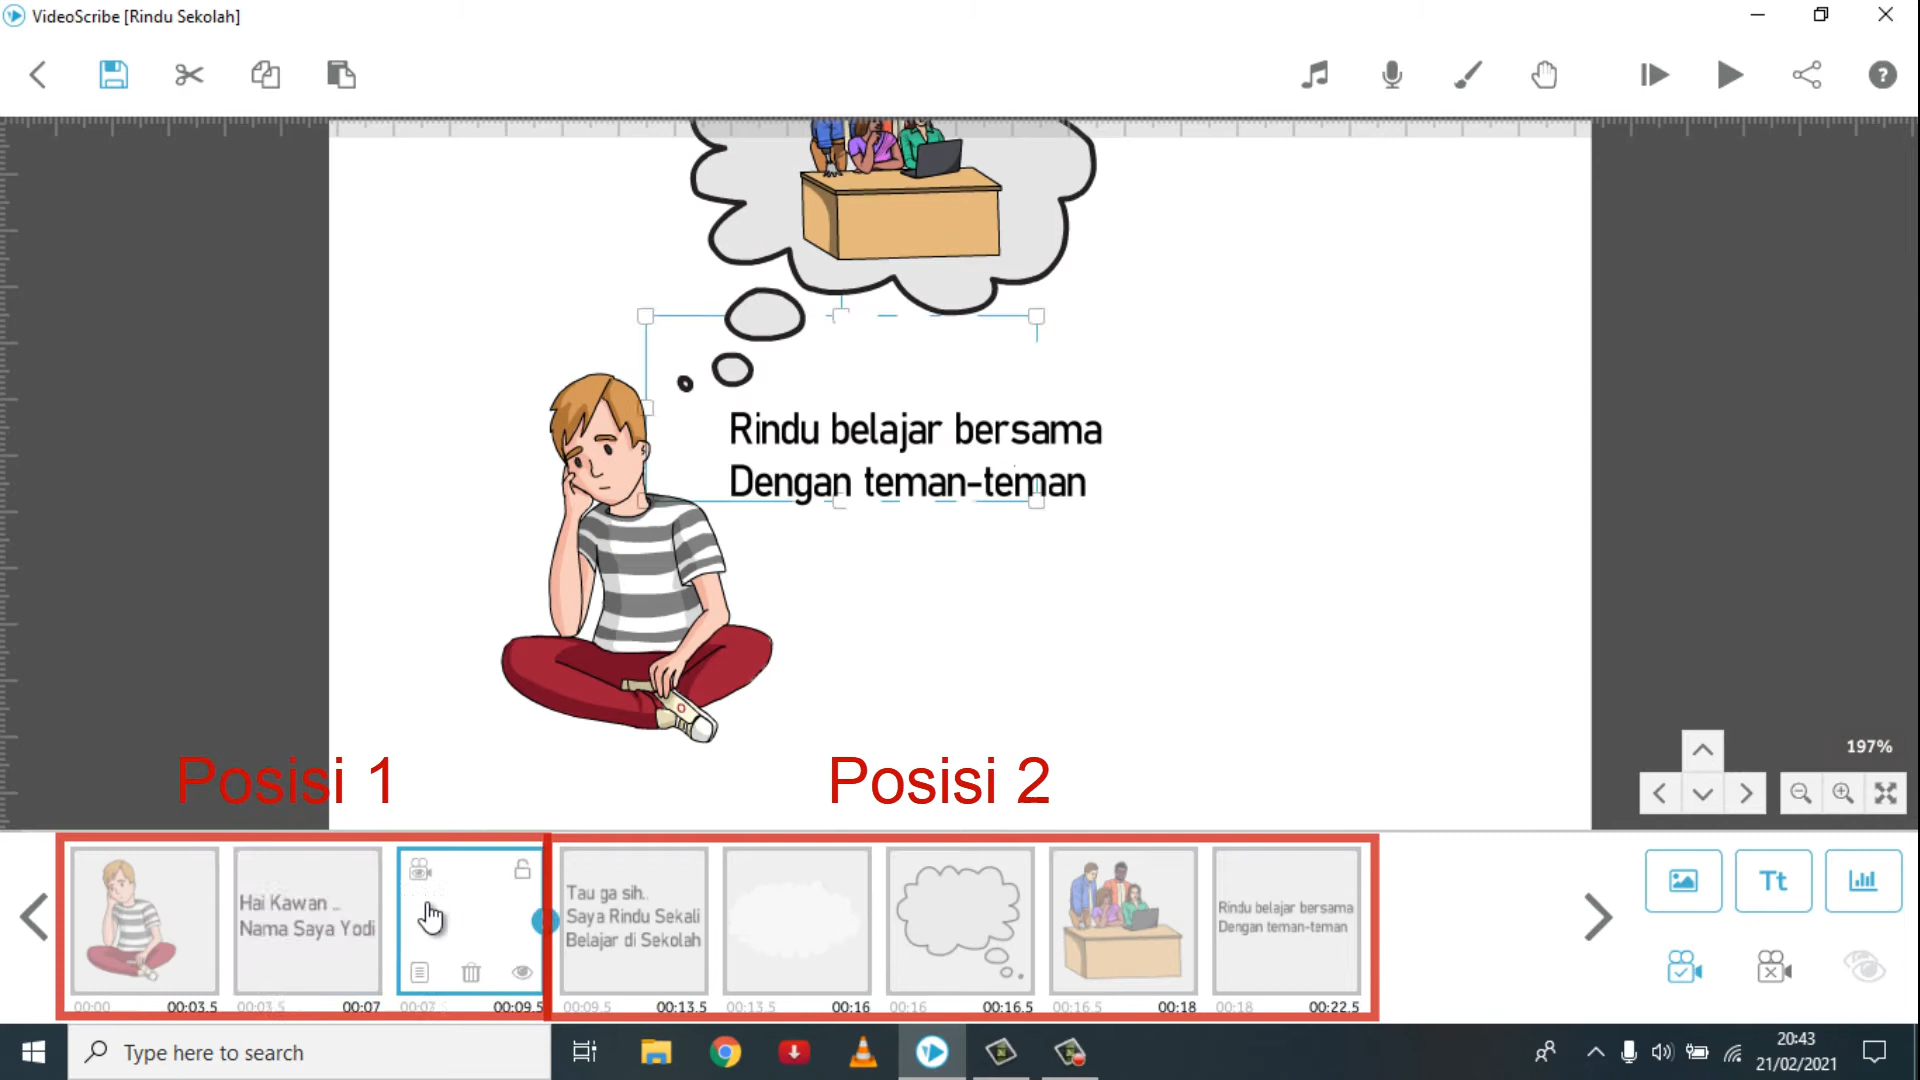 VideoScribe [Rindu Sekolah]
?
Rindu belajar bersama
Dengan teman-teman
197%
Posisi 1
Posisi 2
Hai Kawan ...
Nama Saya Yodi
Tau ga sih..
Saya Rindu Sekali
Belajar di Sekolah
Rindu belajar bersama
Dengan teman-teman
Tt
00:00 00:03.5
00:03.5 00:07
00:09.5
00:09.5 00:13.5
00:13.5 00:16
00:16 00:16.5
00:16.5 00:18
00:18 00:22.5
Type here to search
20:43
21/02/2021